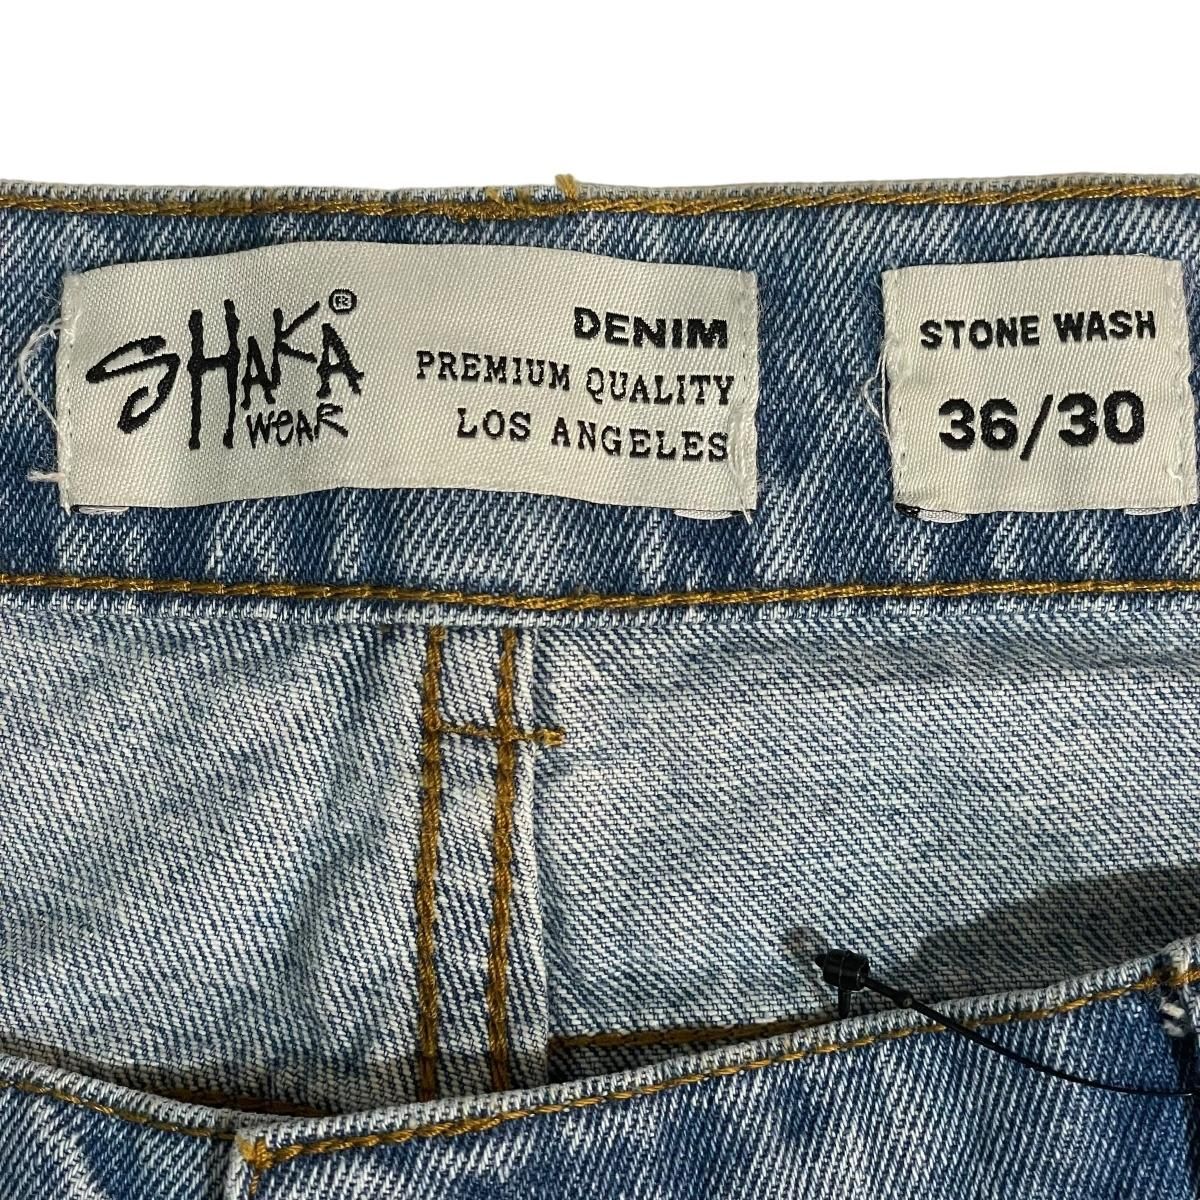 SHAKA®
WEAR
DENIM
PREMIUM QUALITY
LOS ANGELES
STONE WASH
36/30